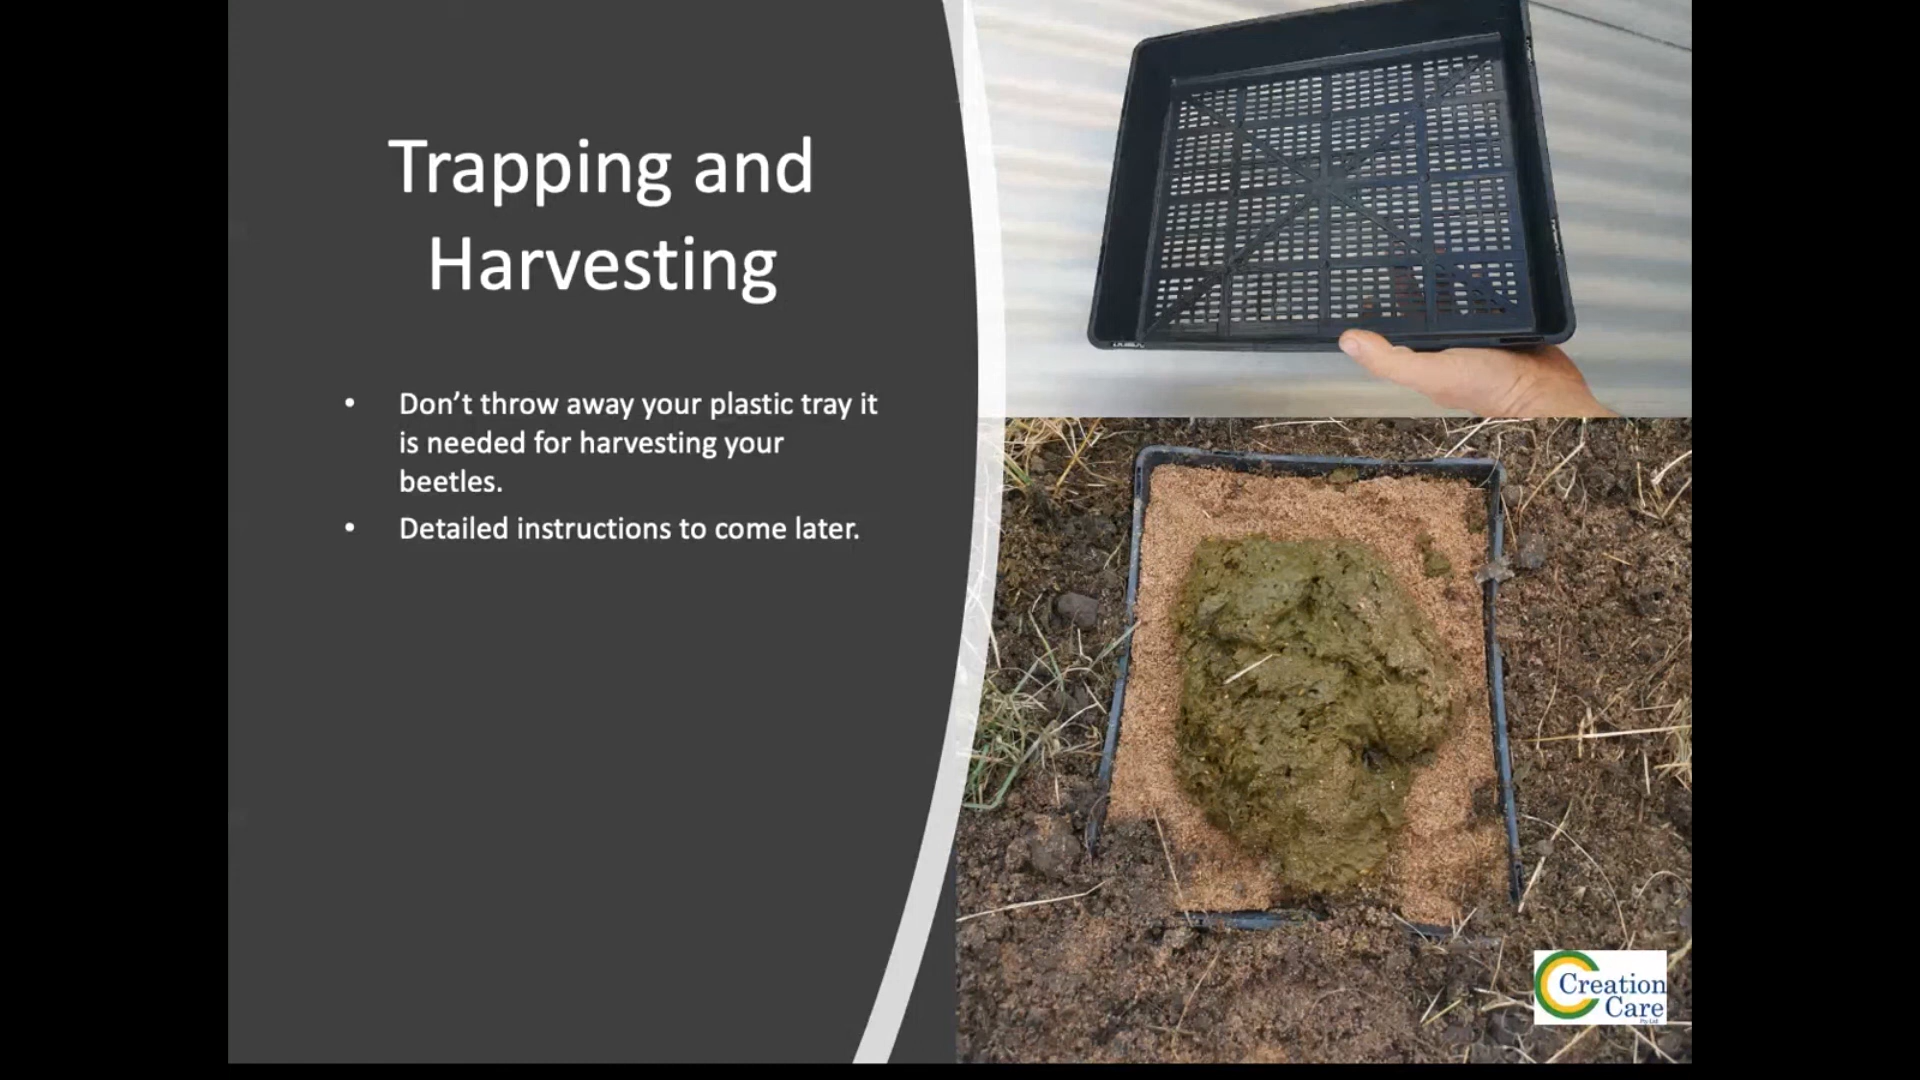 Trapping and
Harvesting
• Don’t throw away your plastic tray it
is needed for harvesting your
beetles.
• Detailed instructions to come later.
Creation
Care
Pty Ltd